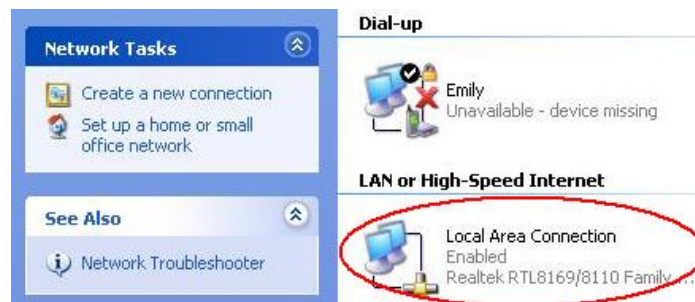 Network Tasks
Create a new connection
Set up a home or small
office network
See Also
Network Troubleshooter
Dial-up
Emily
Unavailable - device missing
LAN or High-Speed Internet
Local Area Connection
Enabled
Realtek RTL8169/8110 Family ...